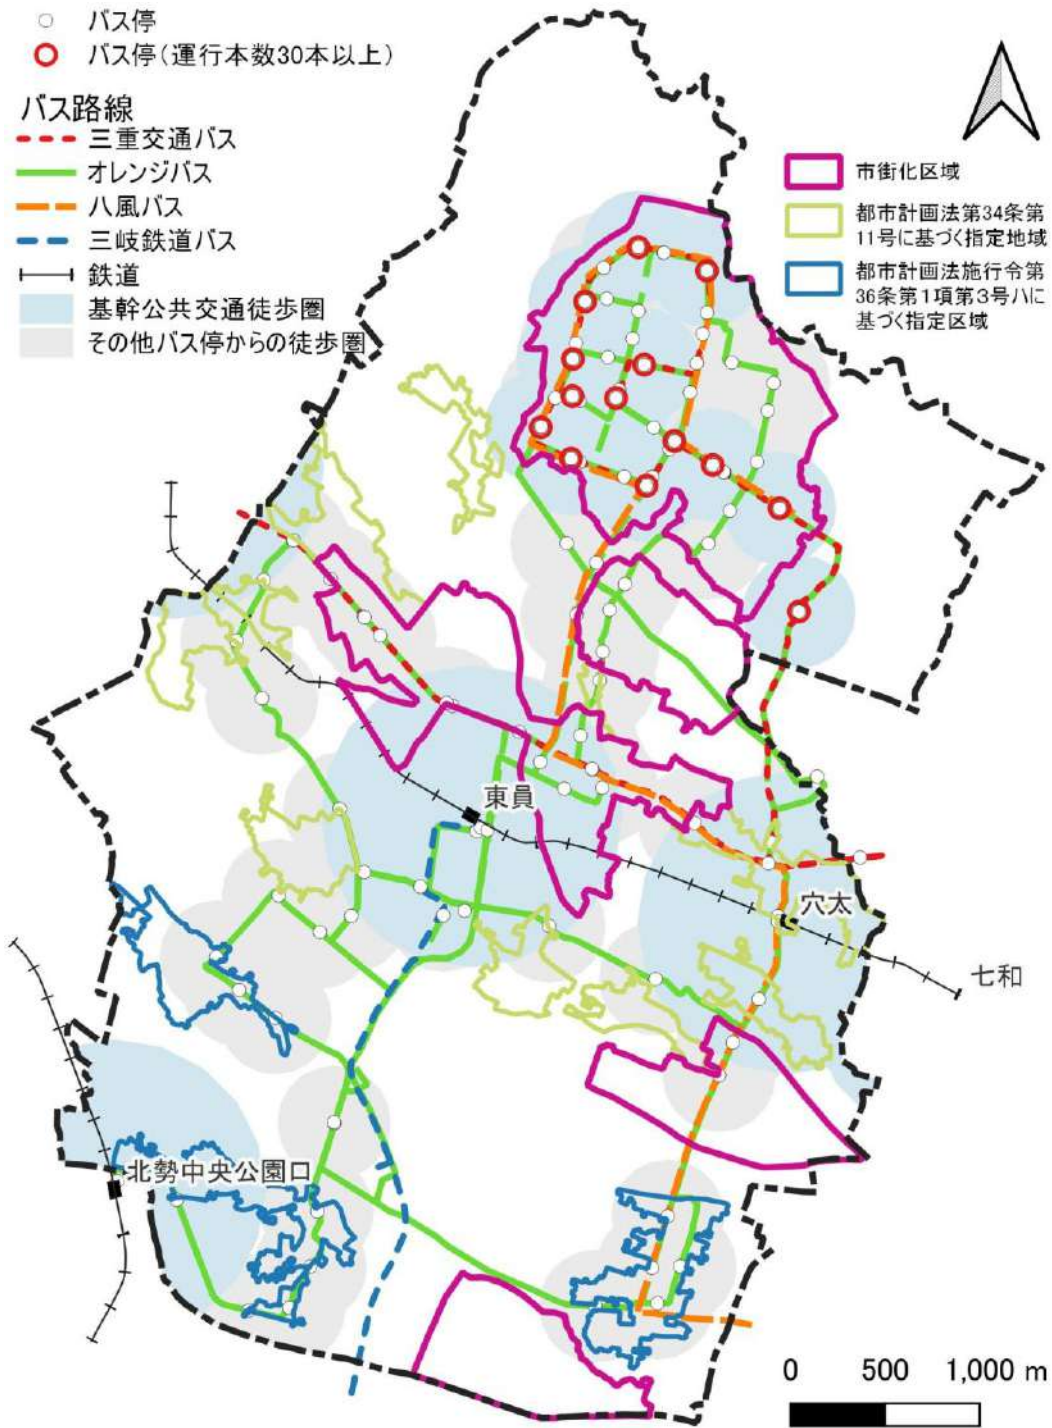 バス停
バス停(運行本数30本以上)
バス路線
三重交通バス
オレンジバス
八風バス
三岐鉄道バス
鉄道
基幹公共交通徒歩圏
その他バス停からの徒歩圏
市街化区域
都市計画法第34条第
11号に基づく指定地域
都市計画法施行令第
36条第1項第3号ハに
基づく指定区域
東員
穴太
七和
北勢中央公園口
0 500 1,000 m